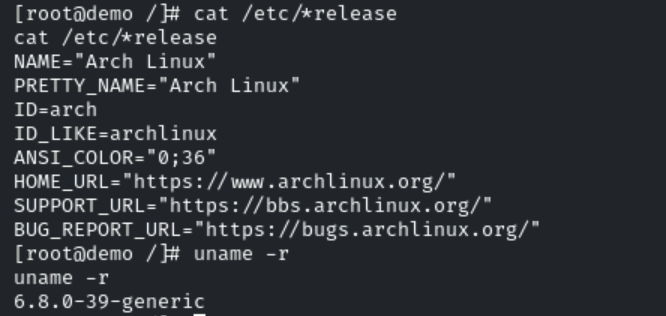 [root@demo /]# cat /etc/*release
cat /etc/*release
NAME="Arch Linux"
PRETTY_NAME="Arch Linux"
ID=arch
ID_LIKE=archlinux
ANSI_COLOR="0;36"
HOME_URL="https://www.archlinux.org/"
SUPPORT_URL="https://bbs.archlinux.org/"
BUG_REPORT_URL="https://bugs.archlinux.org/"
[root@demo /]# uname -r
uname -r
6.8.0-39-generic